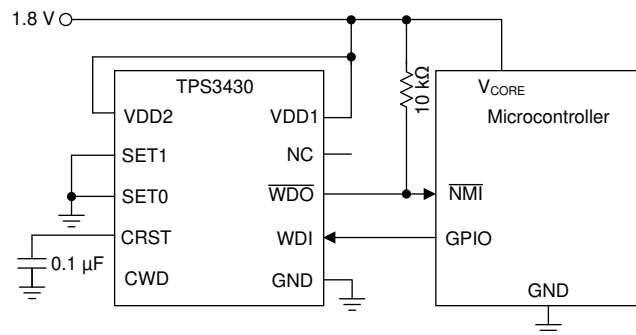 1.8 V
TPS3430
VDD2
VDD1
SET1
NC
SET0
WDO
CRST
WDI
CWD
GND
0.1 µF
10 kΩ
VCORE
Microcontroller
NMI
GPIO
GND